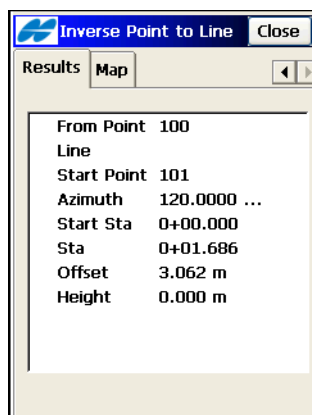 Inverse Point to Line Close
Results Map
From Point 100
Line
Start Point 101
Azimuth 120.0000 ...
Start Sta 0+00.000
Sta 0+01.686
Offset 3.062 m
Height 0.000 m